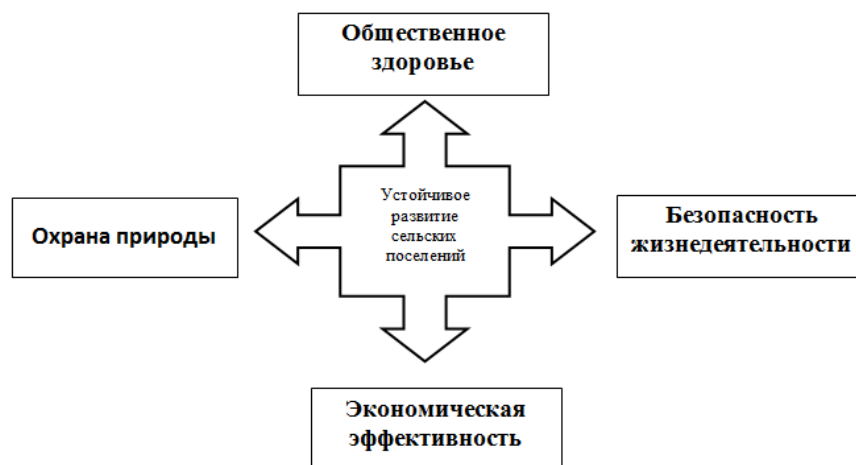 Общественное
здоровье
Охрана природы
Устойчивое
развитие
сельских
поселений
Безопасность
жизнедеятельности
Экономическая
эффективность